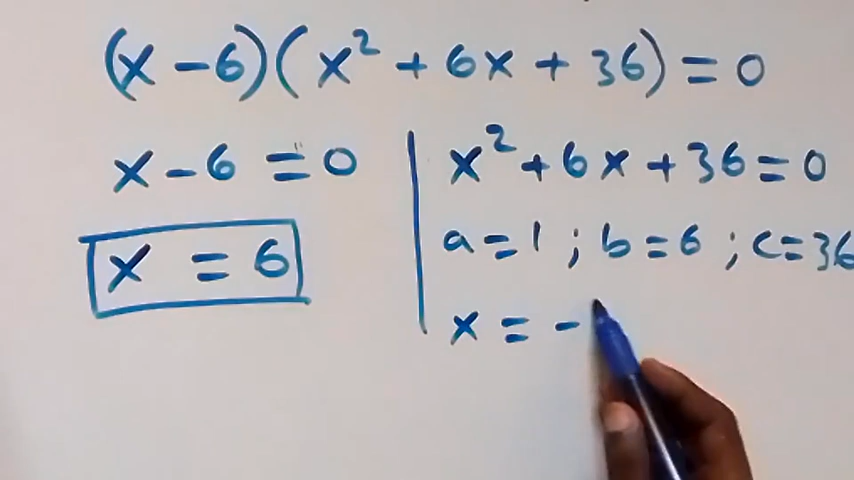 (x - 6)(x² + 6x + 36) = 0
x - 6 = 0
x = 6
x² + 6x + 36 = 0
a = 1 ; b = 6 ; c = 36
x = -